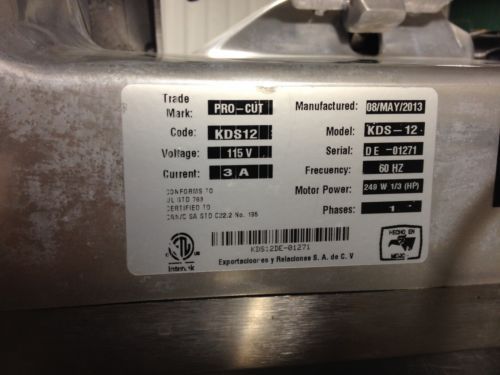 Trade Mark: PRO-CUT
Manufactured: 08/MAY/2013
Code: KDS12
Model: KDS-12
Voltage: 115 V
Serial: DE-01271
Current: 3 A
Frecuency: 60 HZ
Motor Power: 249 W 1/3 (HP)
Phases: 1
CONFORMS TO
UL STD 763
CERTIFIED TO
CAN/C SA STD C22.2 No. 195
KDS12DE-01271
Intertek
Exportaciones y Relaciones S. A. de C. V
HECHO EN